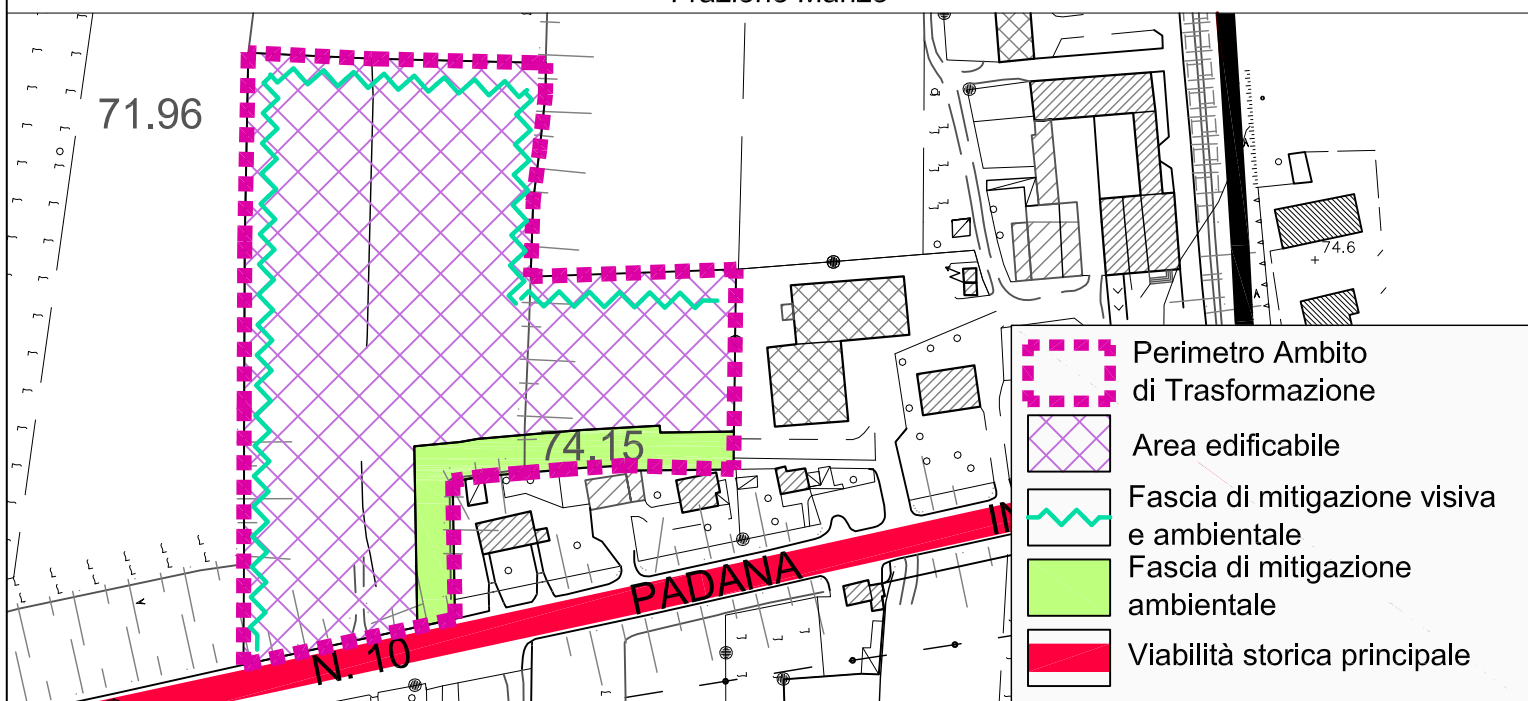 71.96
74.6
Perimetro Ambito
di Trasformazione
Area edificabile
74.15
Fascia di mitigazione visiva
e ambientale
Fascia di mitigazione
ambientale
PADANA
N. 10
Viabilità storica principale